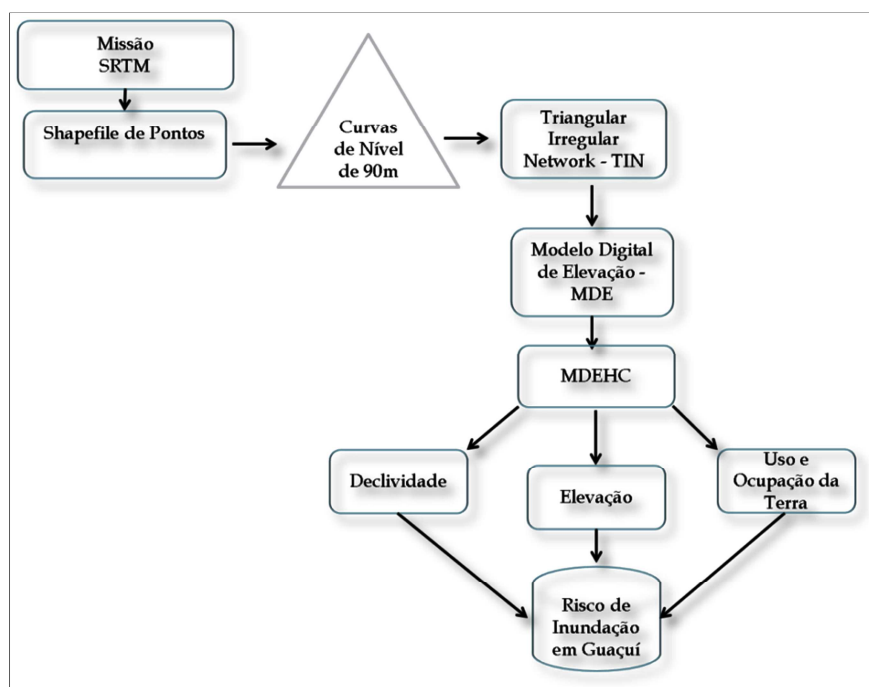 Missão
SRTM
Shapefile de Pontos
Curvas
de Nível
de 90m
Triangular
Irregular
Network - TIN
Modelo Digital
de Elevação -
MDE
MDEHC
Declividade
Elevação
Uso e
Ocupação da
Terra
Risco de
Inundação
em Guaçuí